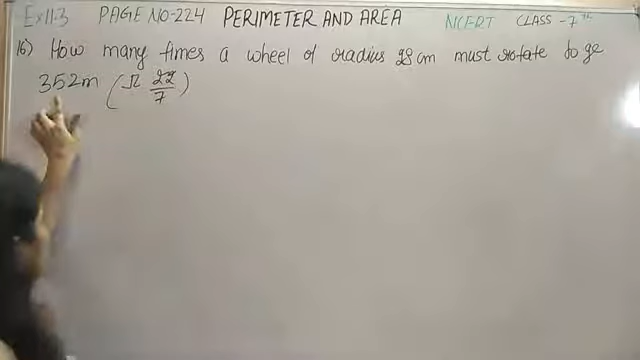 Ex 11.3 PAGE NO-224 PERIMETER AND AREA NCERT CLASS -7th
16) How many times a wheel of radius 28 cm must rotate to go
352m (π 22/7)